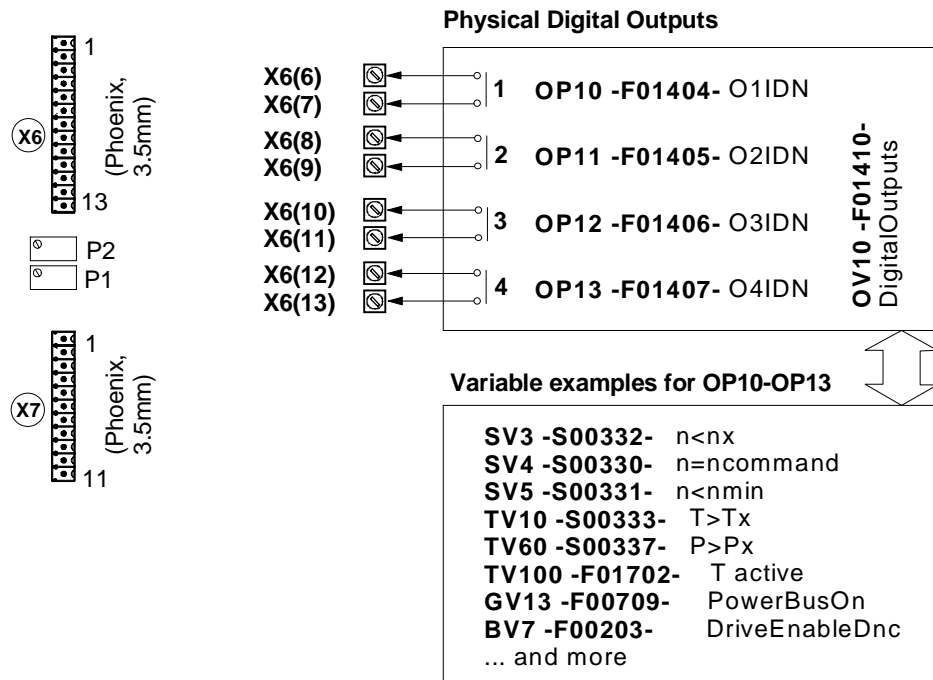 Physical Digital Outputs
1
X6
(Phoenix,
3.5mm)
13
P2
P1
1
X7
(Phoenix,
3.5mm)
11
X6(6)
X6(7)
1 OP10 -F01404- O1IDN
X6(8)
X6(9)
2 OP11 -F01405- O2IDN
X6(10)
X6(11)
3 OP12 -F01406- O3IDN
X6(12)
X6(13)
4 OP13 -F01407- O4IDN
OV10 -F01410-
DigitalOutputs
Variable examples for OP10-OP13
SV3 -S00332- n<nx
SV4 -S00330- n=ncommand
SV5 -S00331- n<nmin
TV10 -S00333- T>Tx
TV60 -S00337- P>Px
TV100 -F01702- T active
GV13 -F00709- PowerBusOn
BV7 -F00203- DriveEnableDnc
... and more